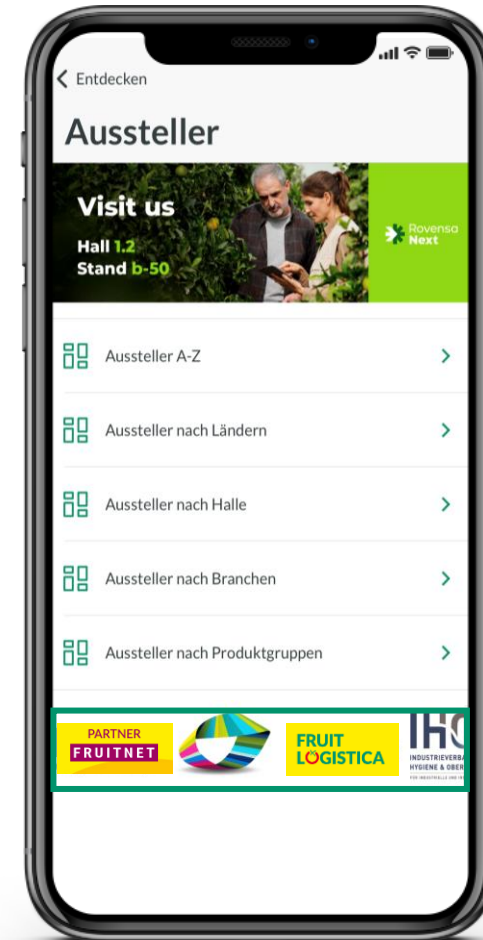 Entdecken
Aussteller
Visit us
Hall 1.2
Stand b-50
Rovensa
Next
Aussteller A-Z
Aussteller nach Ländern
Aussteller nach Halle
Aussteller nach Branchen
Aussteller nach Produktgruppen
PARTNER
FRUITNET
FRUIT
LOGISTICA
IHO
INDUSTRIEVERBA
HYGIENE & OBER